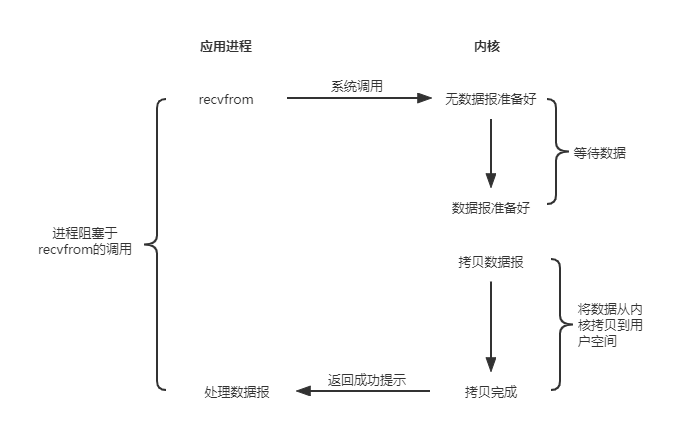 应用进程
内核
系统调用
recvfrom
无数据报准备好
等待数据
数据报准备好
进程阻塞于
recvfrom的调用
拷贝数据报
将数据从内
核拷贝到用
户空间
返回成功提示
处理数据报
拷贝完成